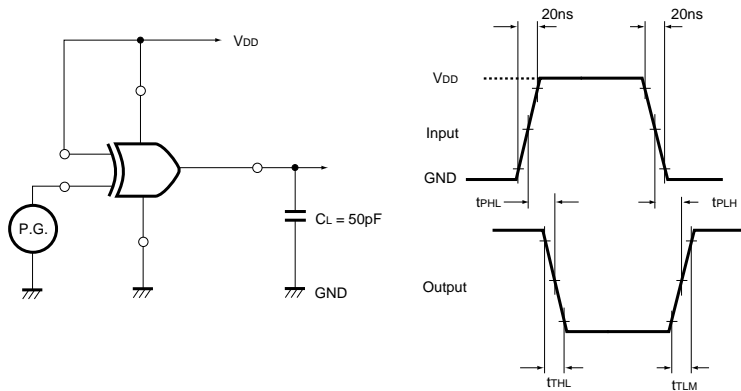 VDD
P.G.
CL = 50pF
GND
20ns
20ns
VDD
Input
GND
tPHL
tPLH
Output
tTHL
tTLM